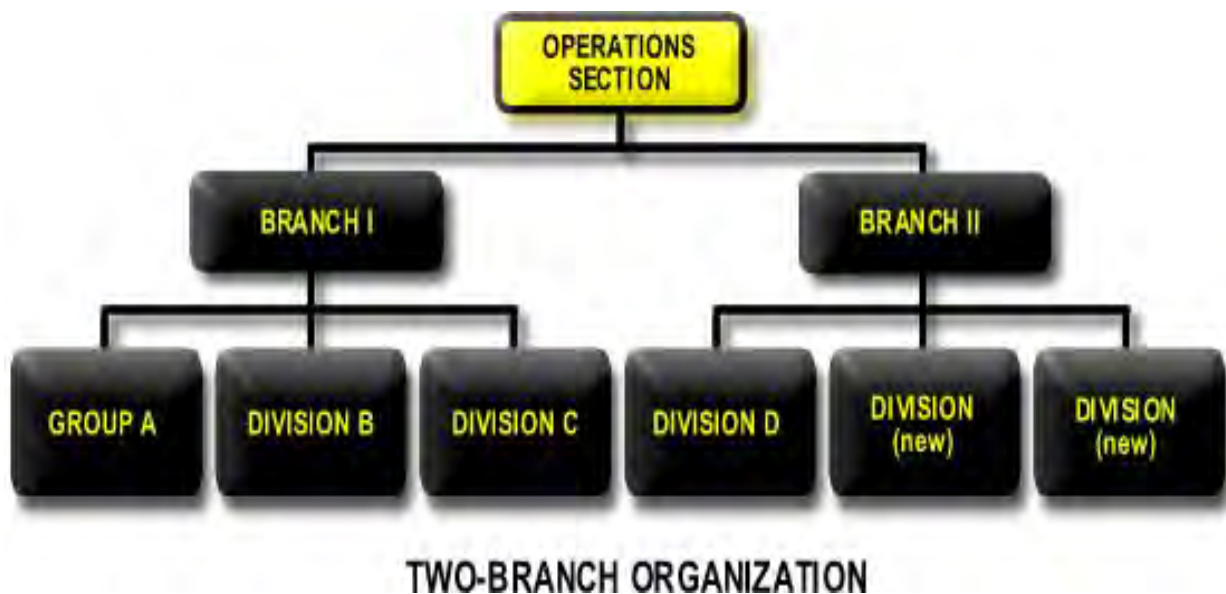 OPERATIONS
SECTION
BRANCH I
BRANCH II
GROUP A
DIVISION B
DIVISION C
DIVISION D
DIVISION
(new)
DIVISION
(new)
TWO-BRANCH ORGANIZATION